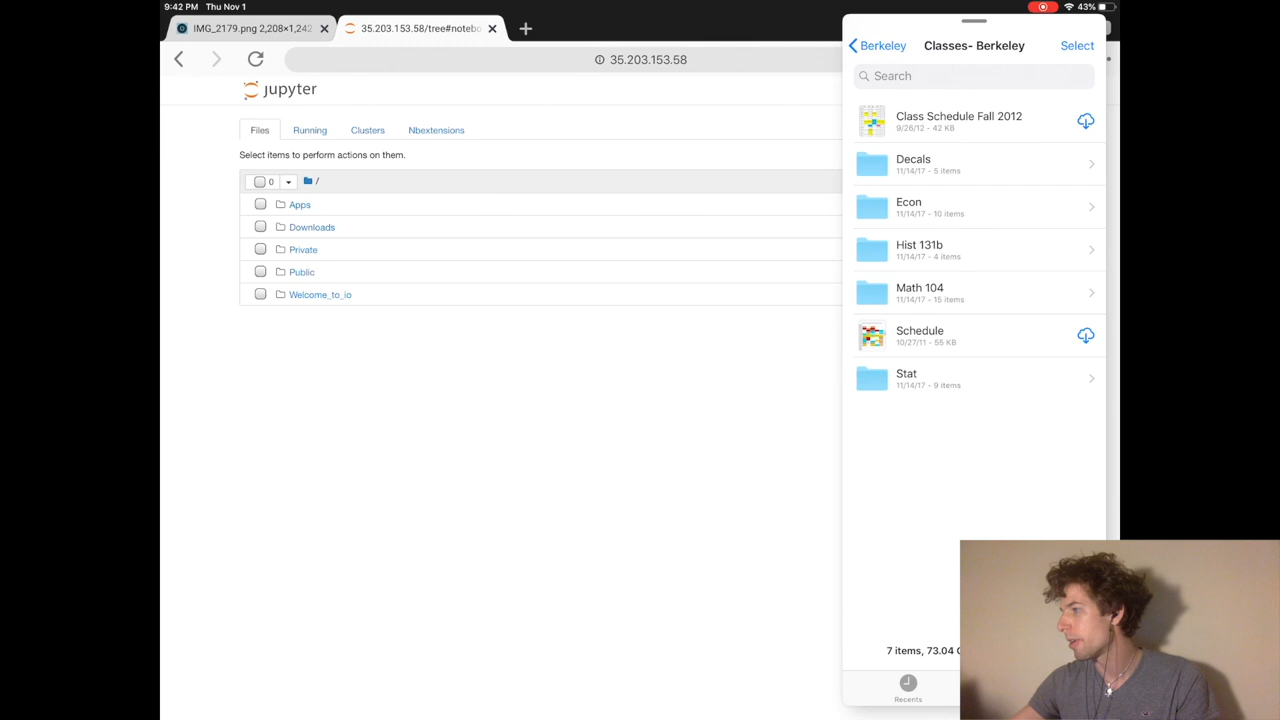 9:42 PM Thu Nov 1
43%
IMG_2179.png 2,208×1,242
35.203.153.58/tree#notebo
35.203.153.58
jupyter
Files
Running
Clusters
Nbextensions
Select items to perform actions on them.
0
/
Apps
Downloads
Private
Public
Welcome_to_io
Berkeley
Classes- Berkeley
Select
Search
Class Schedule Fall 2012
9/26/12 - 42 KB
Decals
11/14/17 - 5 items
Econ
11/14/17 - 10 items
Hist 131b
11/14/17 - 4 items
Math 104
11/14/17 - 15 items
Schedule
10/27/11 - 55 KB
Stat
11/14/17 - 9 items
7 items, 73.04
Recents